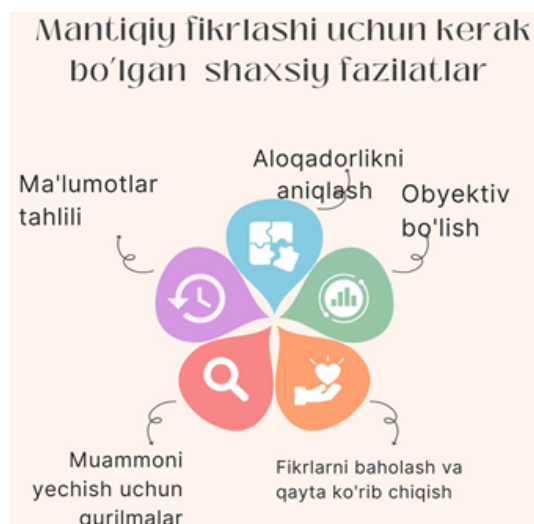 Mantiqiy fikrlashi uchun kerak
bo'lgan shaxsiy fazilatlar
Aloqadorlikni
aniqlash
Ma'lumotlar
tahlili
Obyektiv
bo'lish
Muammoni
yechish uchun
qurilmalar
Fikrlarni baholash va
qayta ko'rib chiqish